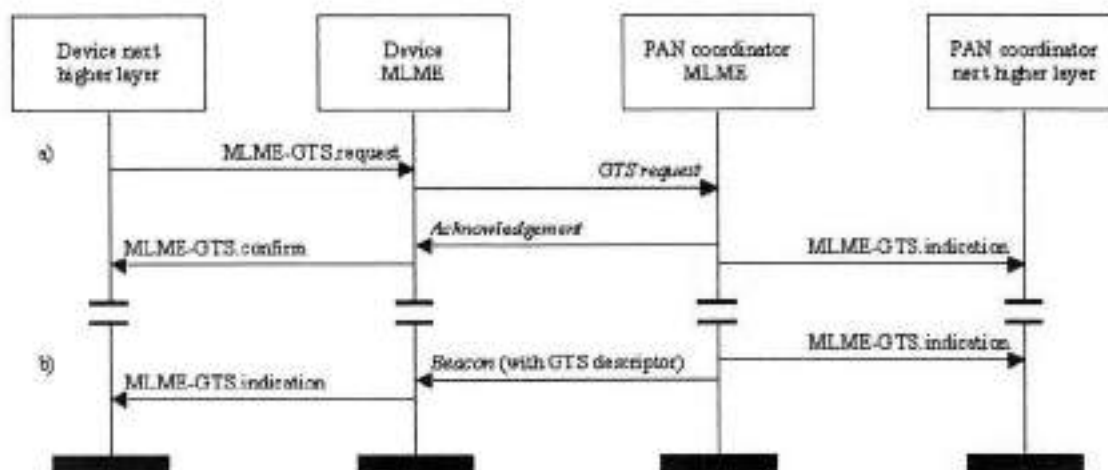 Device next
higher layer
Device
MLME
PAN coordinator
MLME
PAN coordinator
next higher layer
a)
MLME-GTS.request
GTS request
Acknowledgement
MLME-GTS.confirm
MLME-GTS.indication
MLME-GTS.indication
b)
Beacon (with GTS descriptor)
MLME-GTS.indication